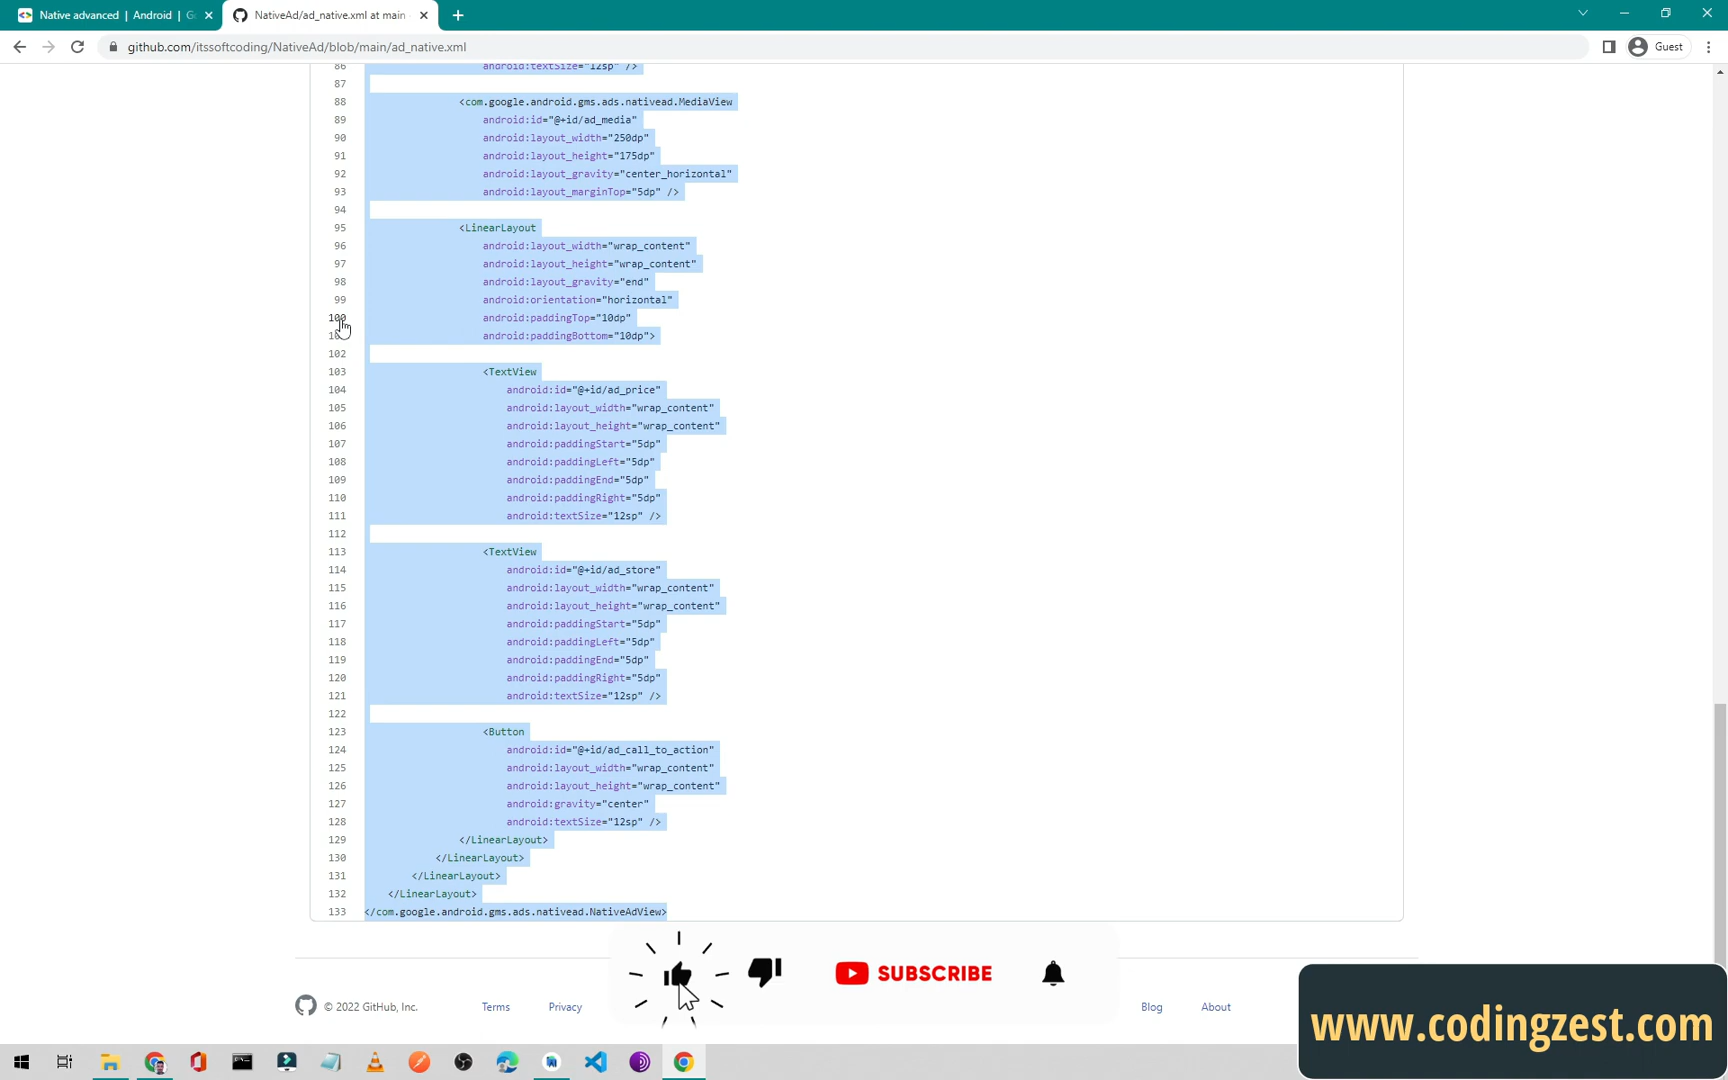 Native advanced | Android | G
NativeAd/ad_native.xml at main
github.com/itssoftcoding/NativeAd/blob/main/ad_native.xml
Guest
86 android:textSize="12sp" />
87
88 <com.google.android.gms.ads.nativead.MediaView
89 android:id="@+id/ad_media"
90 android:layout_width="250dp"
91 android:layout_height="175dp"
92 android:layout_gravity="center_horizontal"
93 android:layout_marginTop="5dp" />
94
95 <LinearLayout
96 android:layout_width="wrap_content"
97 android:layout_height="wrap_content"
98 android:layout_gravity="end"
99 android:orientation="horizontal"
100 android:paddingTop="10dp"
android:paddingBottom="10dp">
102
103 <TextView
104 android:id="@+id/ad_price"
105 android:layout_width="wrap_content"
106 android:layout_height="wrap_content"
107 android:paddingStart="5dp"
108 android:paddingLeft="5dp"
109 android:paddingEnd="5dp"
110 android:paddingRight="5dp"
111 android:textSize="12sp" />
112
113 <TextView
114 android:id="@+id/ad_store"
115 android:layout_width="wrap_content"
116 android:layout_height="wrap_content"
117 android:paddingStart="5dp"
118 android:paddingLeft="5dp"
119 android:paddingEnd="5dp"
120 android:paddingRight="5dp"
121 android:textSize="12sp" />
122
123 <Button
124 android:id="@+id/ad_call_to_action"
125 android:layout_width="wrap_content"
126 android:layout_height="wrap_content"
127 android:gravity="center"
128 android:textSize="12sp" />
129 </LinearLayout>
130 </LinearLayout>
131 </LinearLayout>
132 </LinearLayout>
133 </com.google.android.gms.ads.nativead.NativeAdView>
SUBSCRIBE
© 2022 GitHub, Inc. Terms Privacy Blog About
www.codingzest.com